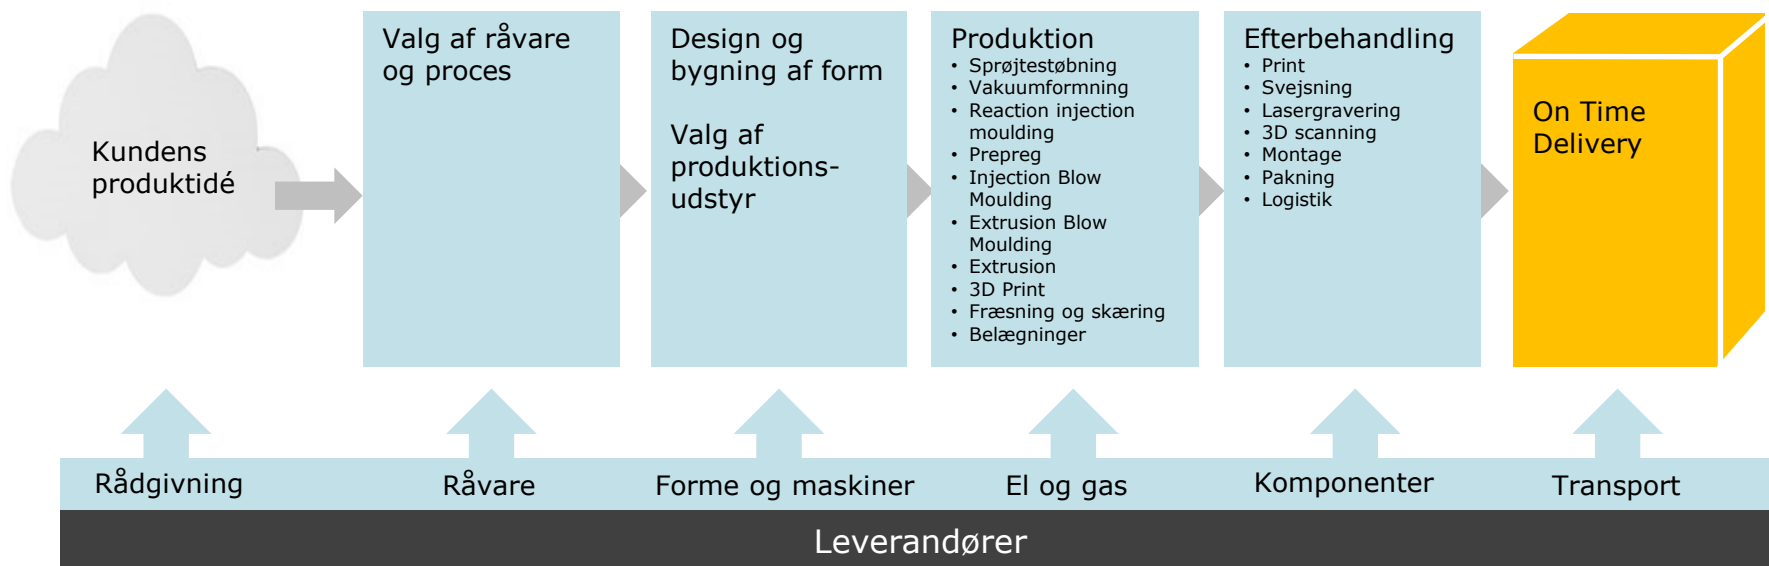 Kundens
produktidé
Valg af råvare
og proces
Design og
bygning af form
Valg af
produktions-
udstyr
Produktion
• Sprøjtestøbning
• Vakuumformning
• Reaction injection
moulding
• Prepreg
• Injection Blow
Moulding
• Extrusion Blow
Moulding
• Extrusion
• 3D Print
• Fræsning og skæring
• Belægninger
Efterbehandling
• Print
• Svejsning
• Lasergravering
• 3D scanning
• Montage
• Pakning
• Logistik
On Time
Delivery
Rådgivning
Råvare
Forme og maskiner
El og gas
Komponenter
Transport
Leverandører